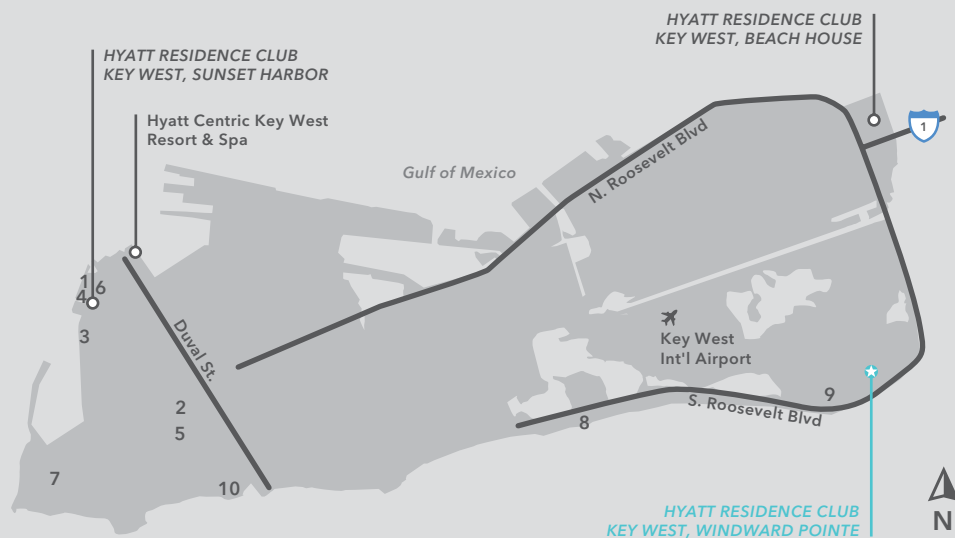 HYATT RESIDENCE CLUB
KEY WEST, BEACH HOUSE
HYATT RESIDENCE CLUB
KEY WEST, SUNSET HARBOR
Hyatt Centric Key West
Resort & Spa
1
Gulf of Mexico
N. Roosevelt Blvd
1
6
4
3
Duval St.
Key West
Int'l Airport
2
5
S. Roosevelt Blvd
9
8
7
10
HYATT RESIDENCE CLUB
KEY WEST, WINDWARD POINTE
N